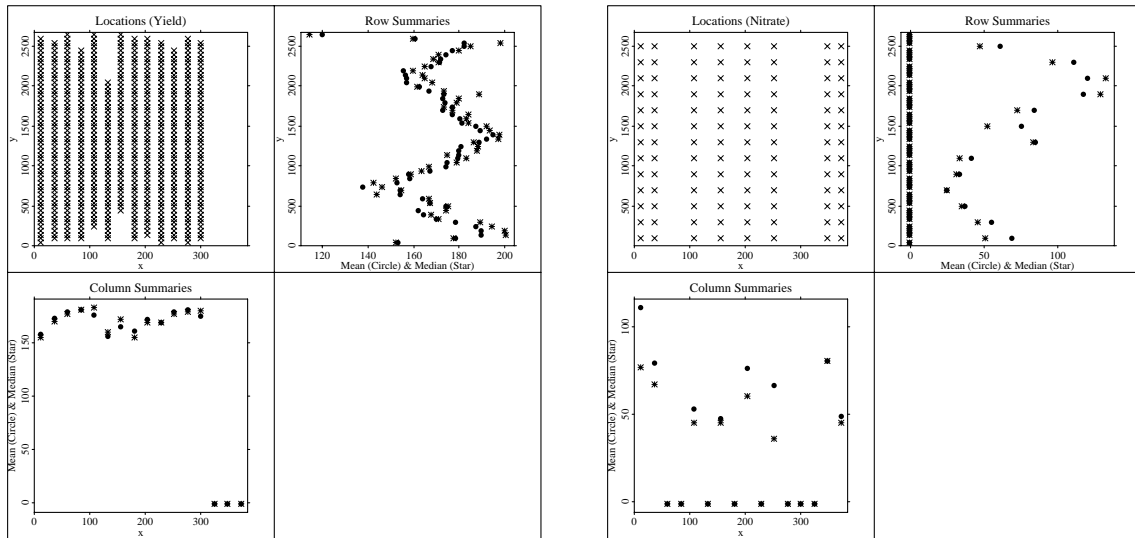 Locations (Yield)
y
0 500 1000 1500 2000 2500
0 100 200 300
x
Row Summaries
y
0 500 1000 1500 2000 2500
120 140 160 180 200
Mean (Circle) & Median (Star)
Column Summaries
Mean (Circle) & Median (Star)
0 50 100 150
0 100 200 300
x
Locations (Nitrate)
y
0 500 1000 1500 2000 2500
0 100 200 300
x
Row Summaries
y
0 500 1000 1500 2000 2500
0 50 100
Mean (Circle) & Median (Star)
Column Summaries
Mean (Circle) & Median (Star)
0 50 100
0 100 200 300
x